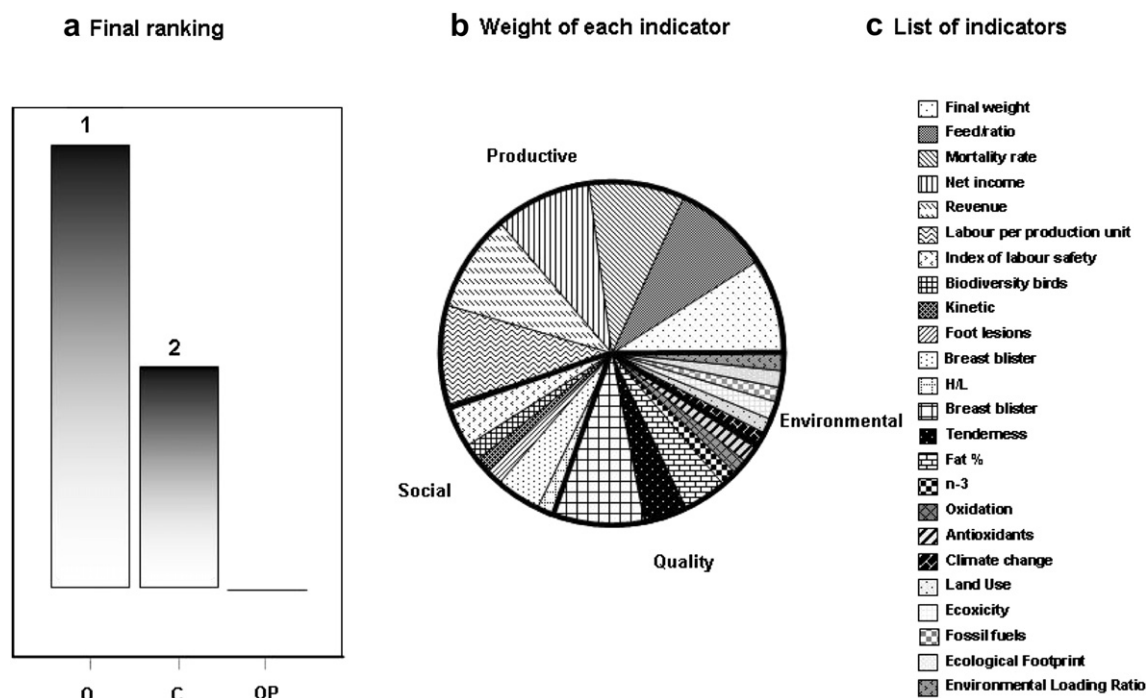 a Final ranking
b Weight of each indicator
c List of indicators
1
2
O
C
OP
Productive
Environmental
Social
Quality
Final weight
Feed/ratio
Mortality rate
Net income
Revenue
Labour per production unit
Index of labour safety
Biodiversity birds
Kinetic
Foot lesions
Breast blister
H/L
Breast blister
Tenderness
Fat %
n-3
Oxidation
Antioxidants
Climate change
Land Use
Ecoxicity
Fossil fuels
Ecological Footprint
Environmental Loading Ratio